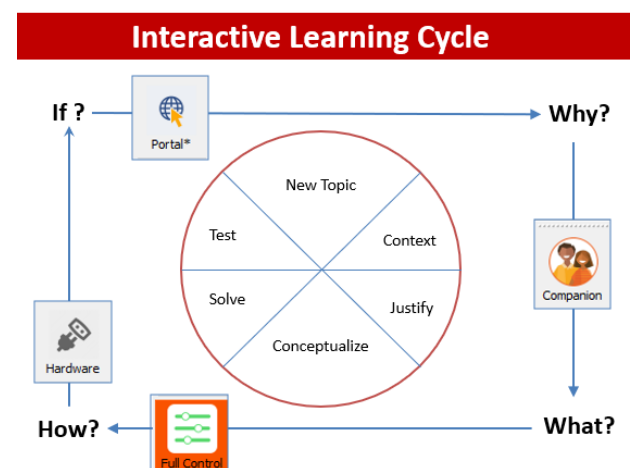 Interactive Learning Cycle
If ?
Portal*
Why?
New Topic
Test
Context
Companion
Solve
Justify
Hardware
Conceptualize
How?
Full Control
What?